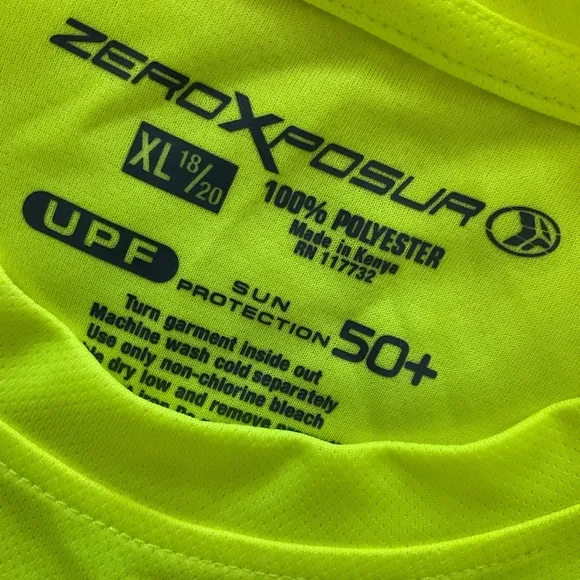 ZEROXPOSUR
XL 18/20
100% POLYESTER
Made in Kenya
RN 117732
UPF
SUN
PROTECTION
50+
Turn garment inside out
Machine wash cold separately
Use only non-chlorine bleach
dry low and remove